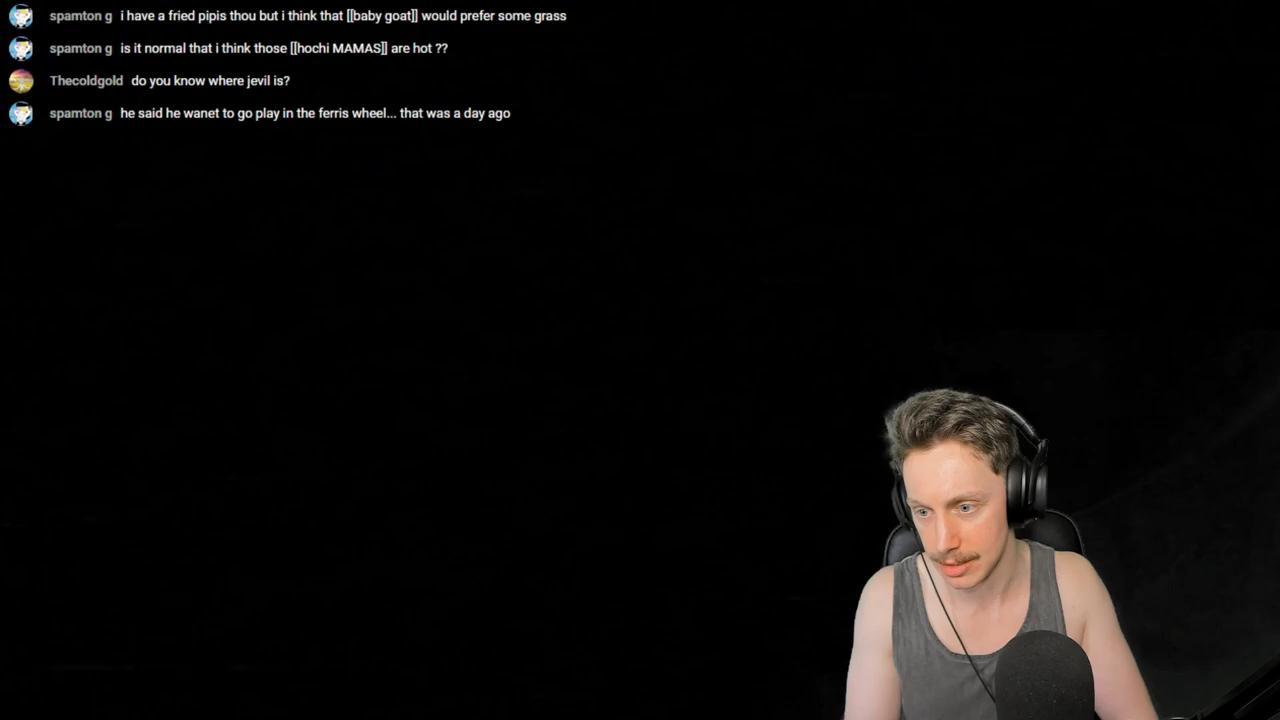 spamton g i have a fried pipis thou but i think that [[baby goat]] would prefer some grass
spamton g is it normal that i think those [[hochi MAMAS]] are hot ??
Thecoldgold do you know where jevil is?
spamton g he said he wanet to go play in the ferris wheel... that was a day ago